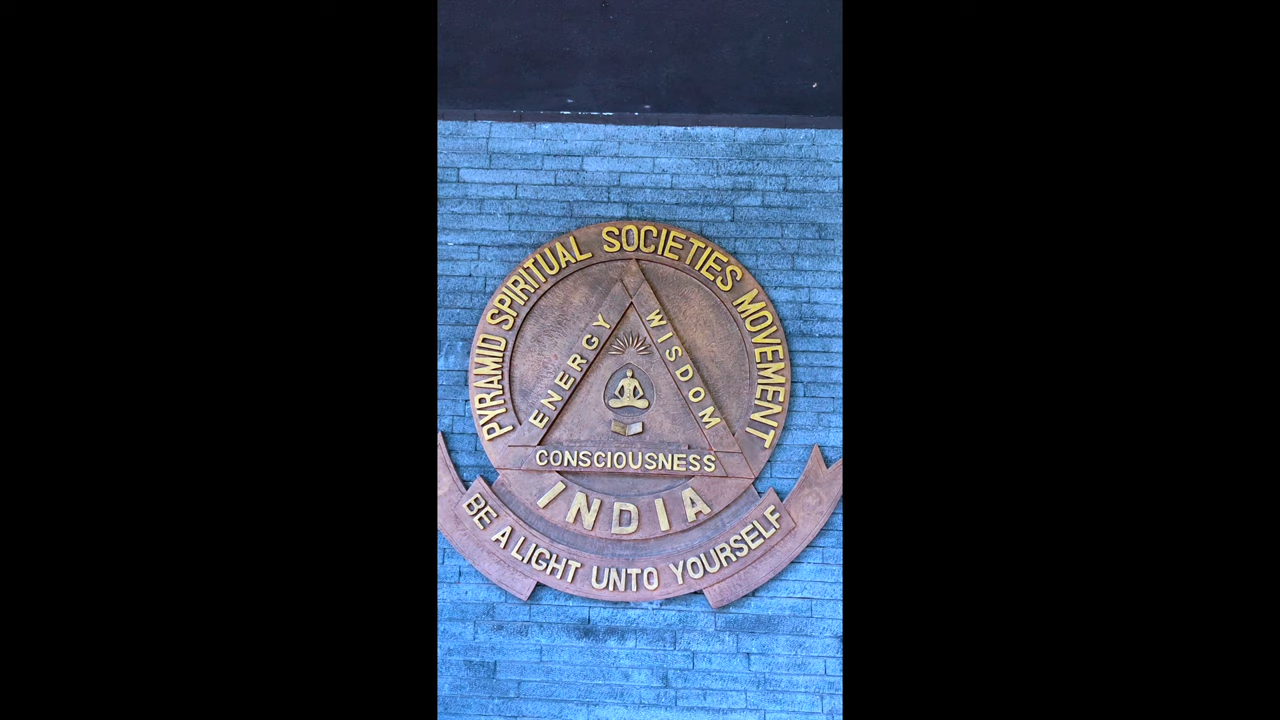 PYRAMID SPIRITUAL SOCIETIES MOVEMENT
ENERGY
WISDOM
CONSCIOUSNESS
INDIA
BE A LIGHT UNTO YOURSELF